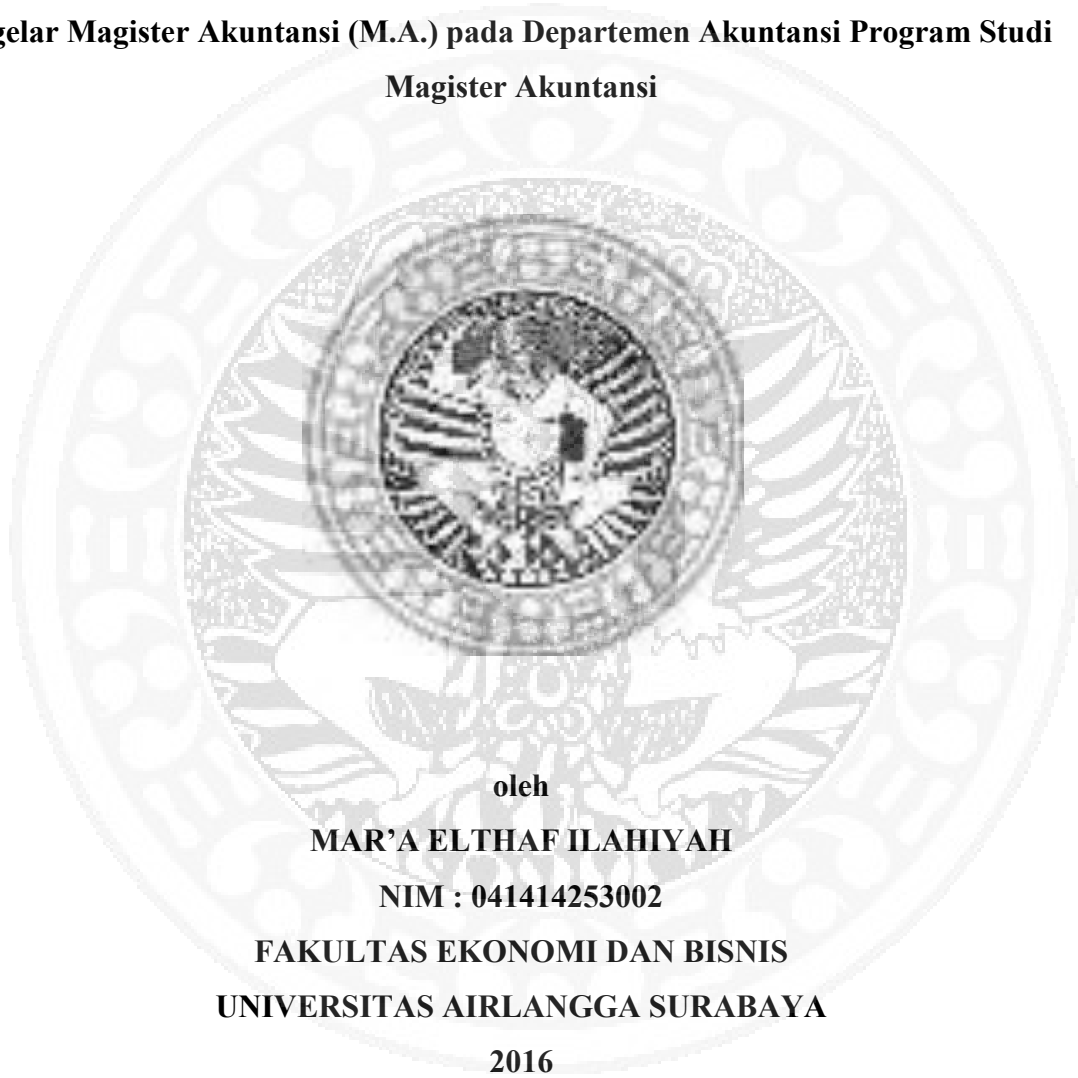 gelar Magister Akuntansi (M.A.) pada Departemen Akuntansi Program Studi
Magister Akuntansi
oleh
MAR’A ELTHAF ILAHIYAH
NIM : 041414253002
FAKULTAS EKONOMI DAN BISNIS
UNIVERSITAS AIRLANGGA SURABAYA
2016